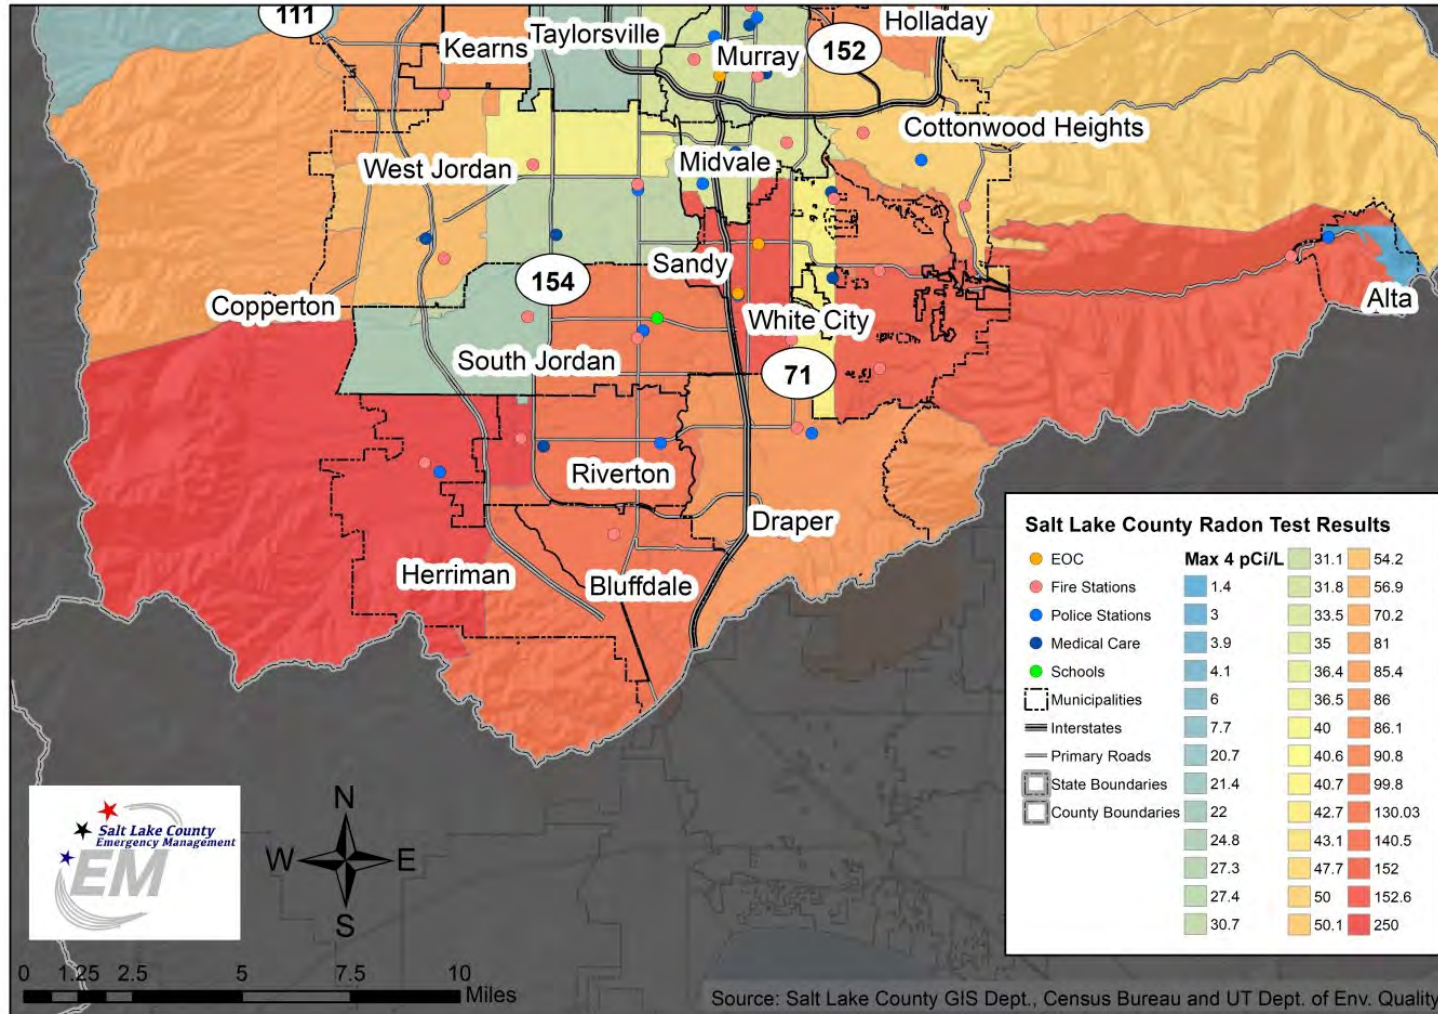 111
Kearns
Taylorsville
Murray
152
Holladay
West Jordan
Midvale
Cottonwood Heights
Copperton
154
Sandy
White City
Alta
South Jordan
71
Riverton
Draper
Herriman
Bluffdale
Salt Lake County Radon Test Results
EOC
Fire Stations
Police Stations
Medical Care
Schools
Municipalities
Interstates
Primary Roads
State Boundaries
County Boundaries
Max 4 pCi/L
1.4
3
3.9
4.1
6
7.7
20.7
21.4
22
24.8
27.3
27.4
30.7
31.1
31.8
33.5
35
36.4
36.5
40
40.6
40.7
42.7
43.1
47.7
50
50.1
54.2
56.9
70.2
81
85.4
86
86.1
90.8
99.8
130.03
140.5
152
152.6
250
Salt Lake County
Emergency Management
EM
N
W E
S
0 1.25 2.5 5 7.5 10
Miles
Source: Salt Lake County GIS Dept., Census Bureau and UT Dept. of Env. Quality